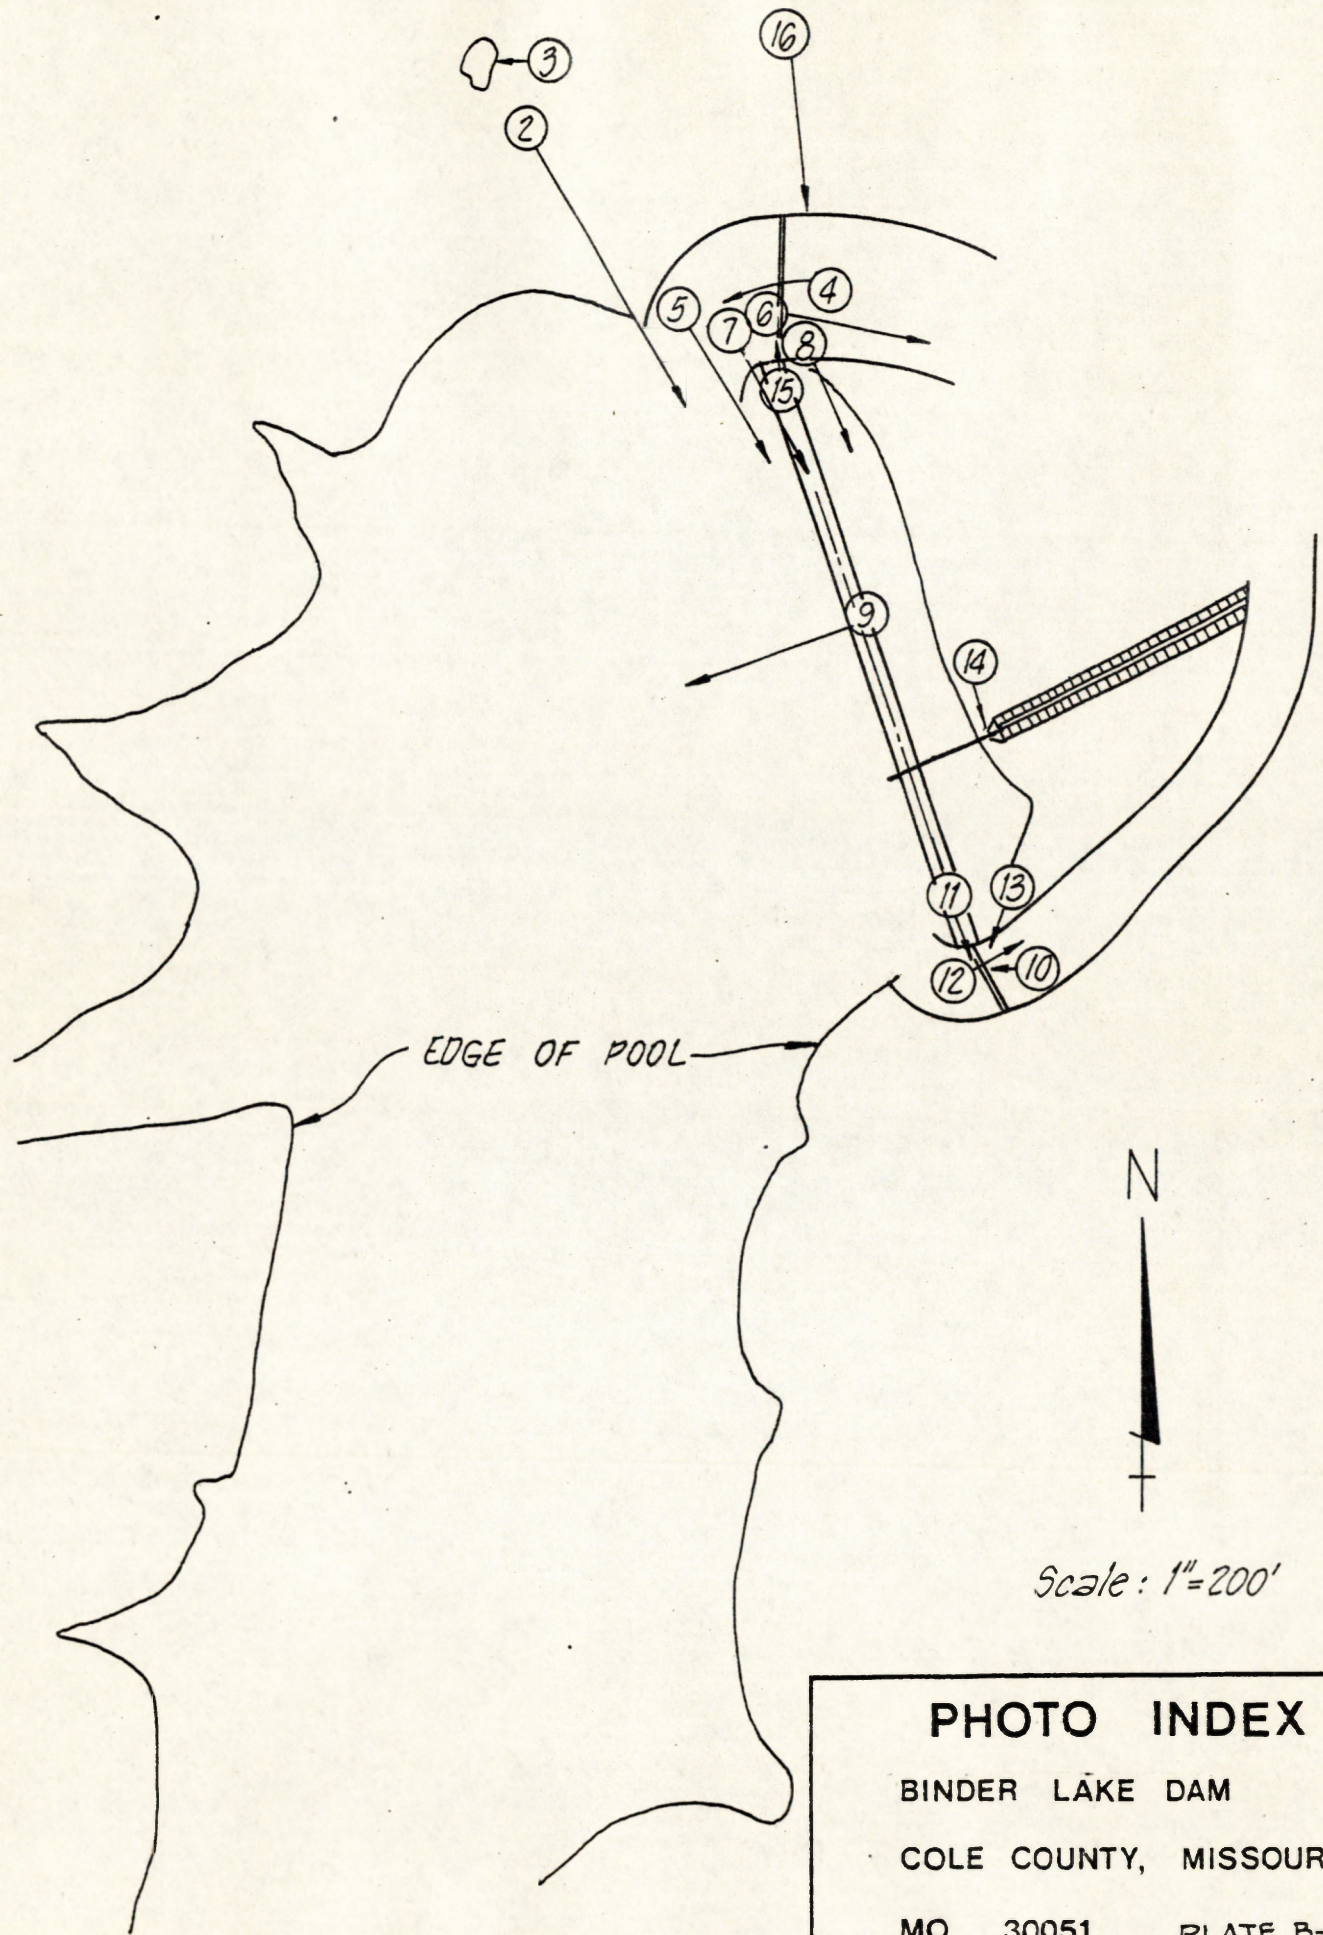 16
3
2
4
5
6
7
8
15
9
14
11
13
12
10
EDGE OF POOL
N
Scale: 1"=200'
PHOTO INDEX
BINDER LAKE DAM
COLE COUNTY, MISSOUR
MO 30051 PLATE B-